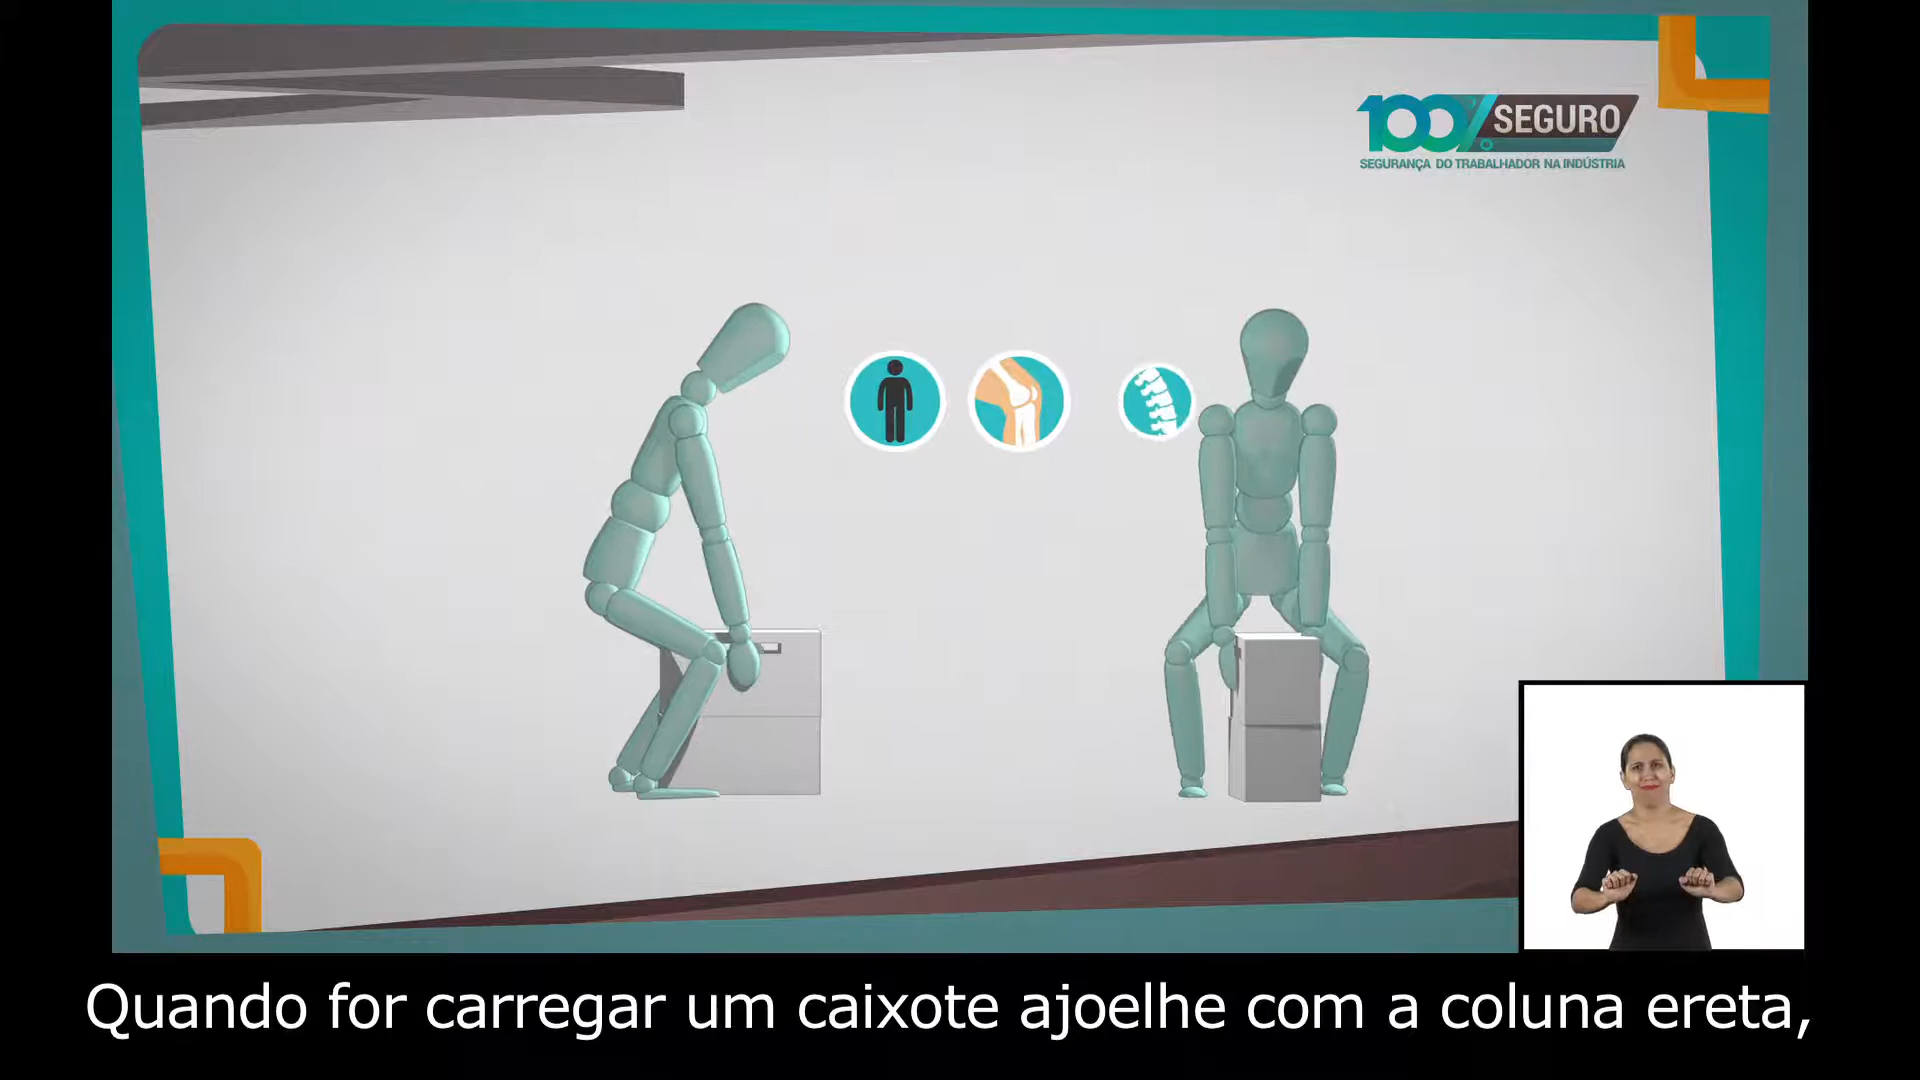 100% SEGURO
SEGURANÇA DO TRABALHADOR NA INDÚSTRIA
Quando for carregar um caixote ajoelhe com a coluna ereta,